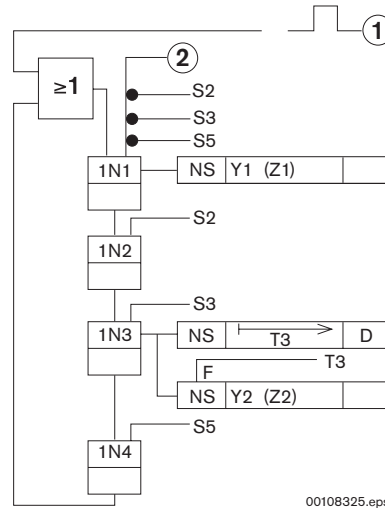 1
≥1
2
S2
S3
S5
1N1
NS Y1 (Z1)
S2
1N2
S3
1N3
NS T3 D
T3
F
NS Y2 (Z2)
S5
1N4
00108325.eps